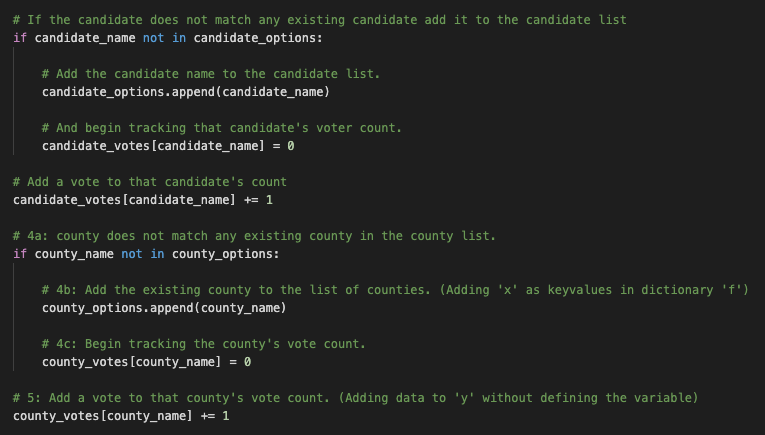 # If the candidate does not match any existing candidate add it to the candidate list
if candidate_name not in candidate_options:
# Add the candidate name to the candidate list.
candidate_options.append(candidate_name)
# And begin tracking that candidate's voter count.
candidate_votes[candidate_name] = 0
# Add a vote to that candidate's count
candidate_votes[candidate_name] += 1
# 4a: county does not match any existing county in the county list.
if county_name not in county_options:
# 4b: Add the existing county to the list of counties. (Adding 'x' as keyvalues in dictionary 'f')
county_options.append(county_name)
# 4c: Begin tracking the county's vote count.
county_votes[county_name] = 0
# 5: Add a vote to that county's vote count. (Adding data to 'y' without defining the variable)
county_votes[county_name] += 1